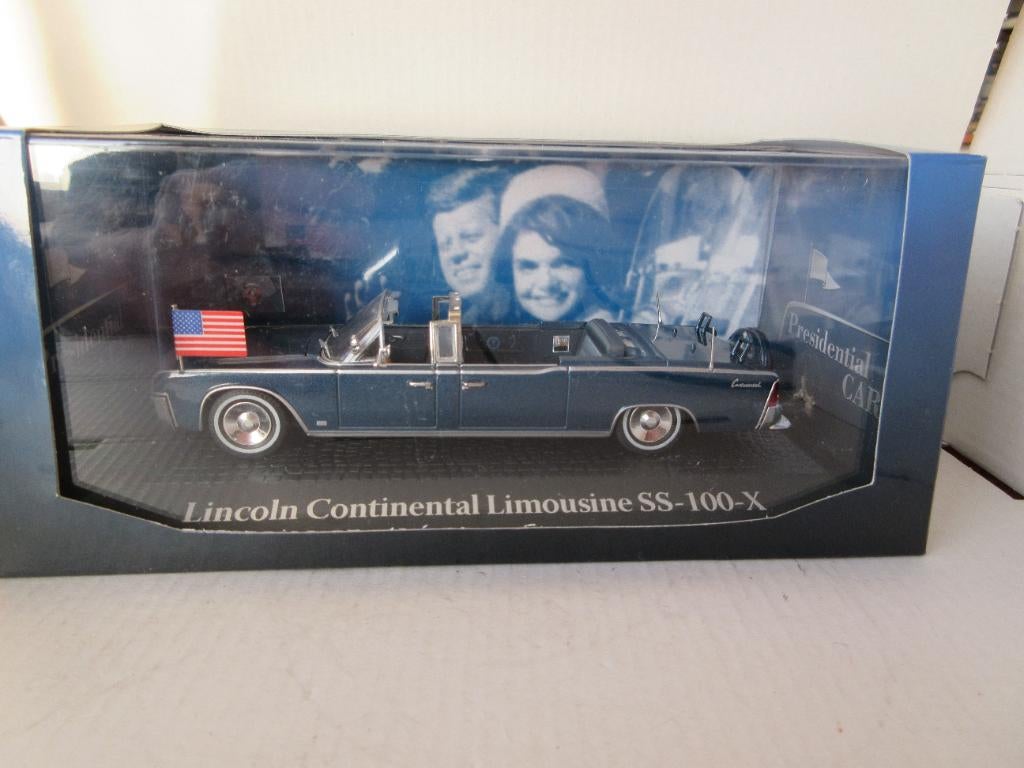 Presidential
CAR
Continental
Lincoln Continental Limousine SS-100-X